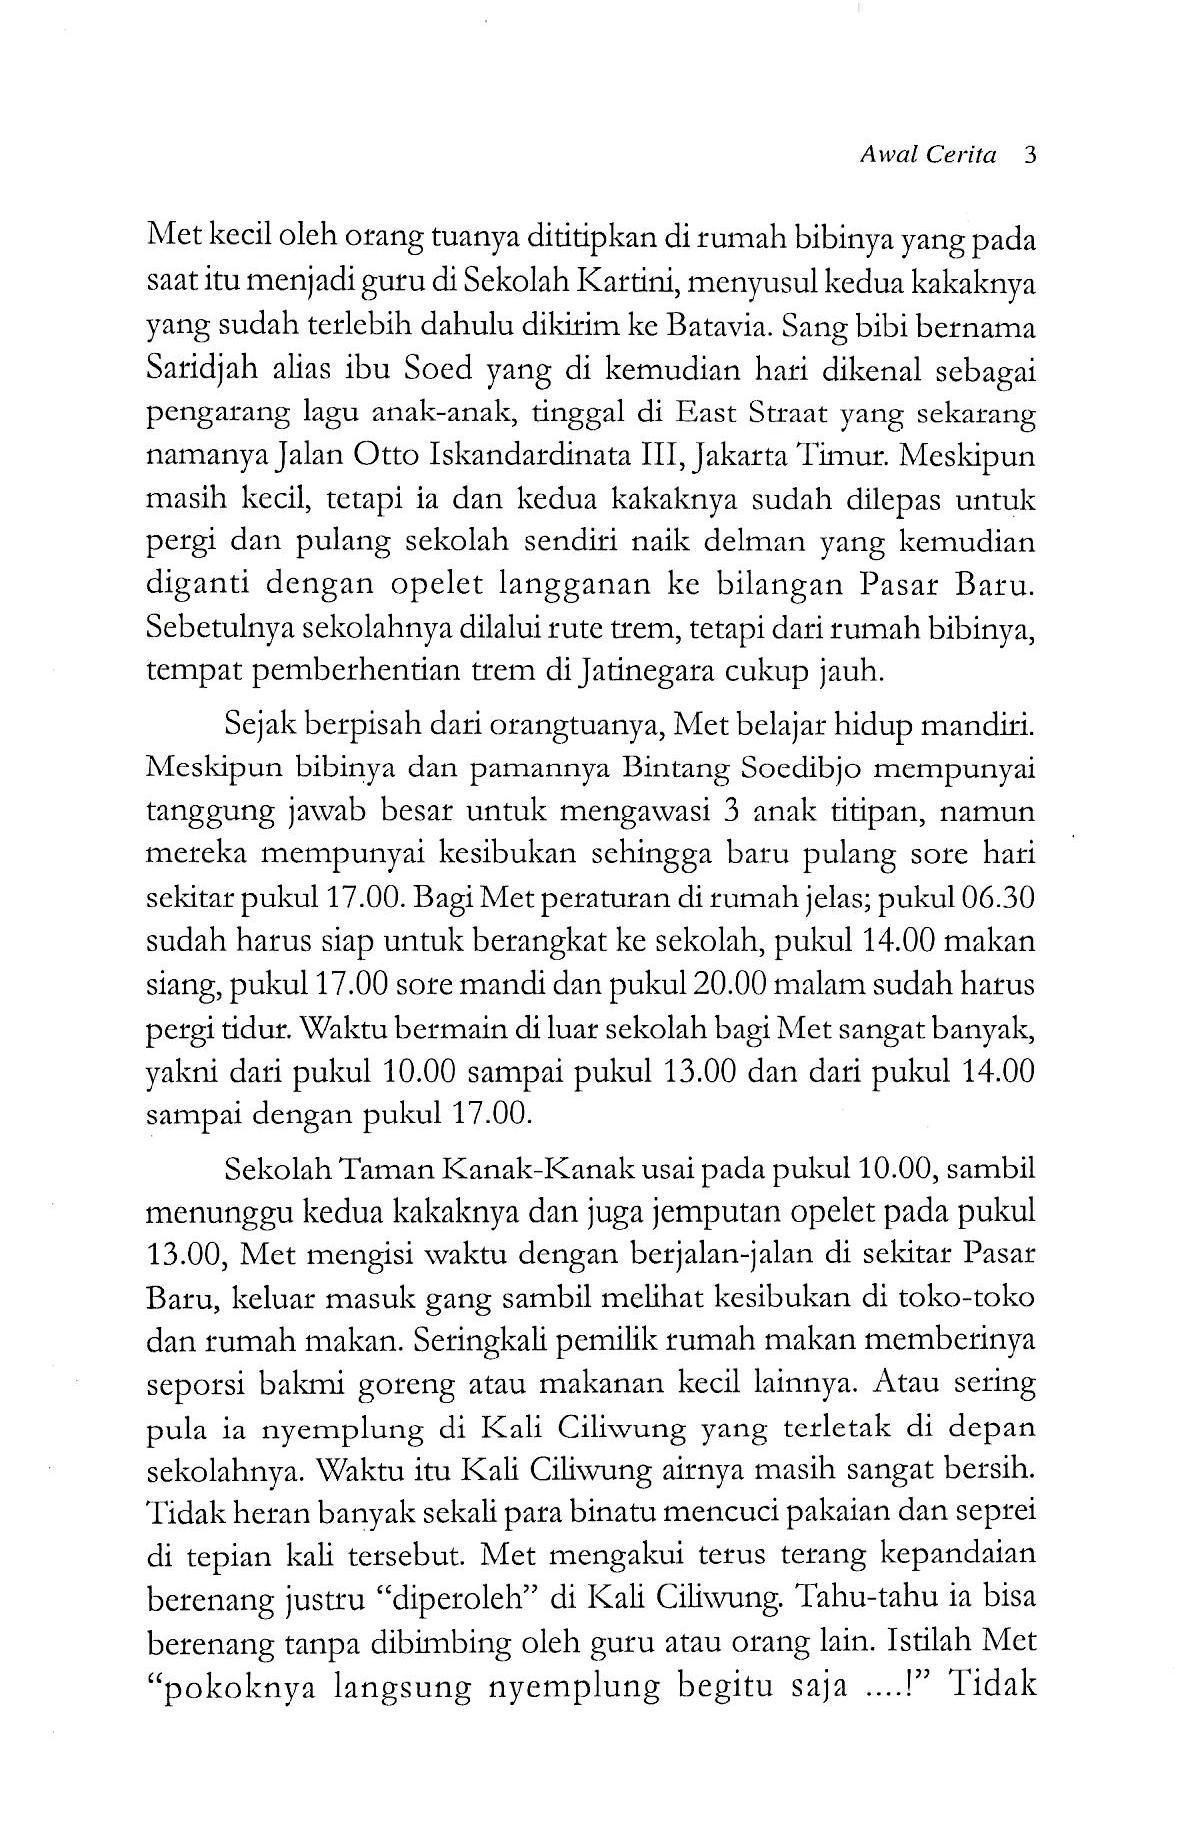 Awal Cerita 3
Met kecil oleh orang tuanya dititipkan di rumah bibinya yang pada
saat itu menjadi guru di Sekolah Kartini, menyusul kedua kakaknya
yang sudah terlebih dahulu dikirim ke Batavia. Sang bibi bernama
Saridjah alias ibu Soed yang di kemudian hari dikenal sebagai
pengarang lagu anak-anak, tinggal di East Straat yang sekarang
namanya Jalan Otto Iskandardinata III, Jakarta Timur. Meskipun
masih kecil, tetapi ia dan kedua kakaknya sudah dilepas untuk
pergi dan pulang sekolah sendiri naik delman yang kemudian
diganti dengan opelet langganan ke bilangan Pasar Baru.
Sebetulnya sekolahnya dilalui rute trem, tetapi dari rumah bibinya,
tempat pemberhentian trem di Jatinegara cukup jauh.
Sejak berpisah dari orangtuanya, Met belajar hidup mandiri.
Meskipun bibinya dan pamannya Bintang Soedibjo mempunyai
tanggung jawab besar untuk mengawasi 3 anak titipan, namun
mereka mempunyai kesibukan sehingga baru pulang sore hari
sekitar pukul 17.00. Bagi Met peraturan di rumah jelas; pukul 06.30
sudah harus siap untuk berangkat ke sekolah, pukul 14.00 makan
siang, pukul 17.00 sore mandi dan pukul 20.00 malam sudah harus
pergi tidur. Waktu bermain di luar sekolah bagi Met sangat banyak,
yakni dari pukul 10.00 sampai pukul 13.00 dan dari pukul 14.00
sampai dengan pukul 17.00.
Sekolah Taman Kanak-Kanak usai pada pukul 10.00, sambil
menunggu kedua kakaknya dan juga jemputan opelet pada pukul
13.00, Met mengisi waktu dengan berjalan-jalan di sekitar Pasar
Baru, keluar masuk gang sambil melihat kesibukan di toko-toko
dan rumah makan. Seringkali pemilik rumah makan memberinya
seporsi bakmi goreng atau makanan kecil lainnya. Atau sering
pula ia nyemplung di Kali Ciliwung yang terletak di depan
sekolahnya. Waktu itu Kali Ciliwung airnya masih sangat bersih.
Tidak heran banyak sekali para binatu mencuci pakaian dan seprei
di tepian kali tersebut. Met mengakui terus terang kepandaian
berenang justru “diperoleh” di Kali Ciliwung. Tahu-tahu ia bisa
berenang tanpa dibimbing oleh guru atau orang lain. Istilah Met
“pokoknya langsung nyemplung begitu saja ....!” Tidak